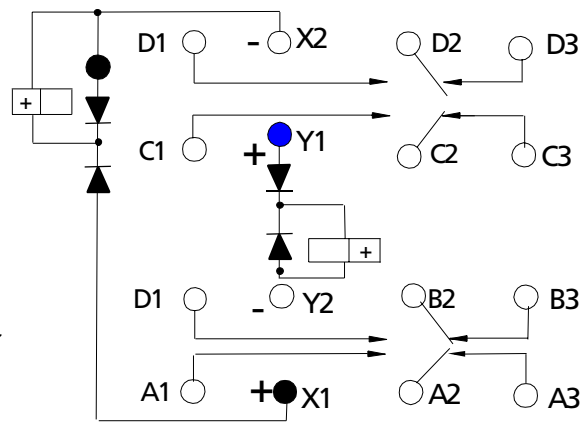 D1 - X2 D2 D3
+
C1 + Y1 C2 C3
+
D1 - Y2 B2 B3
A1 + X1 A2 A3